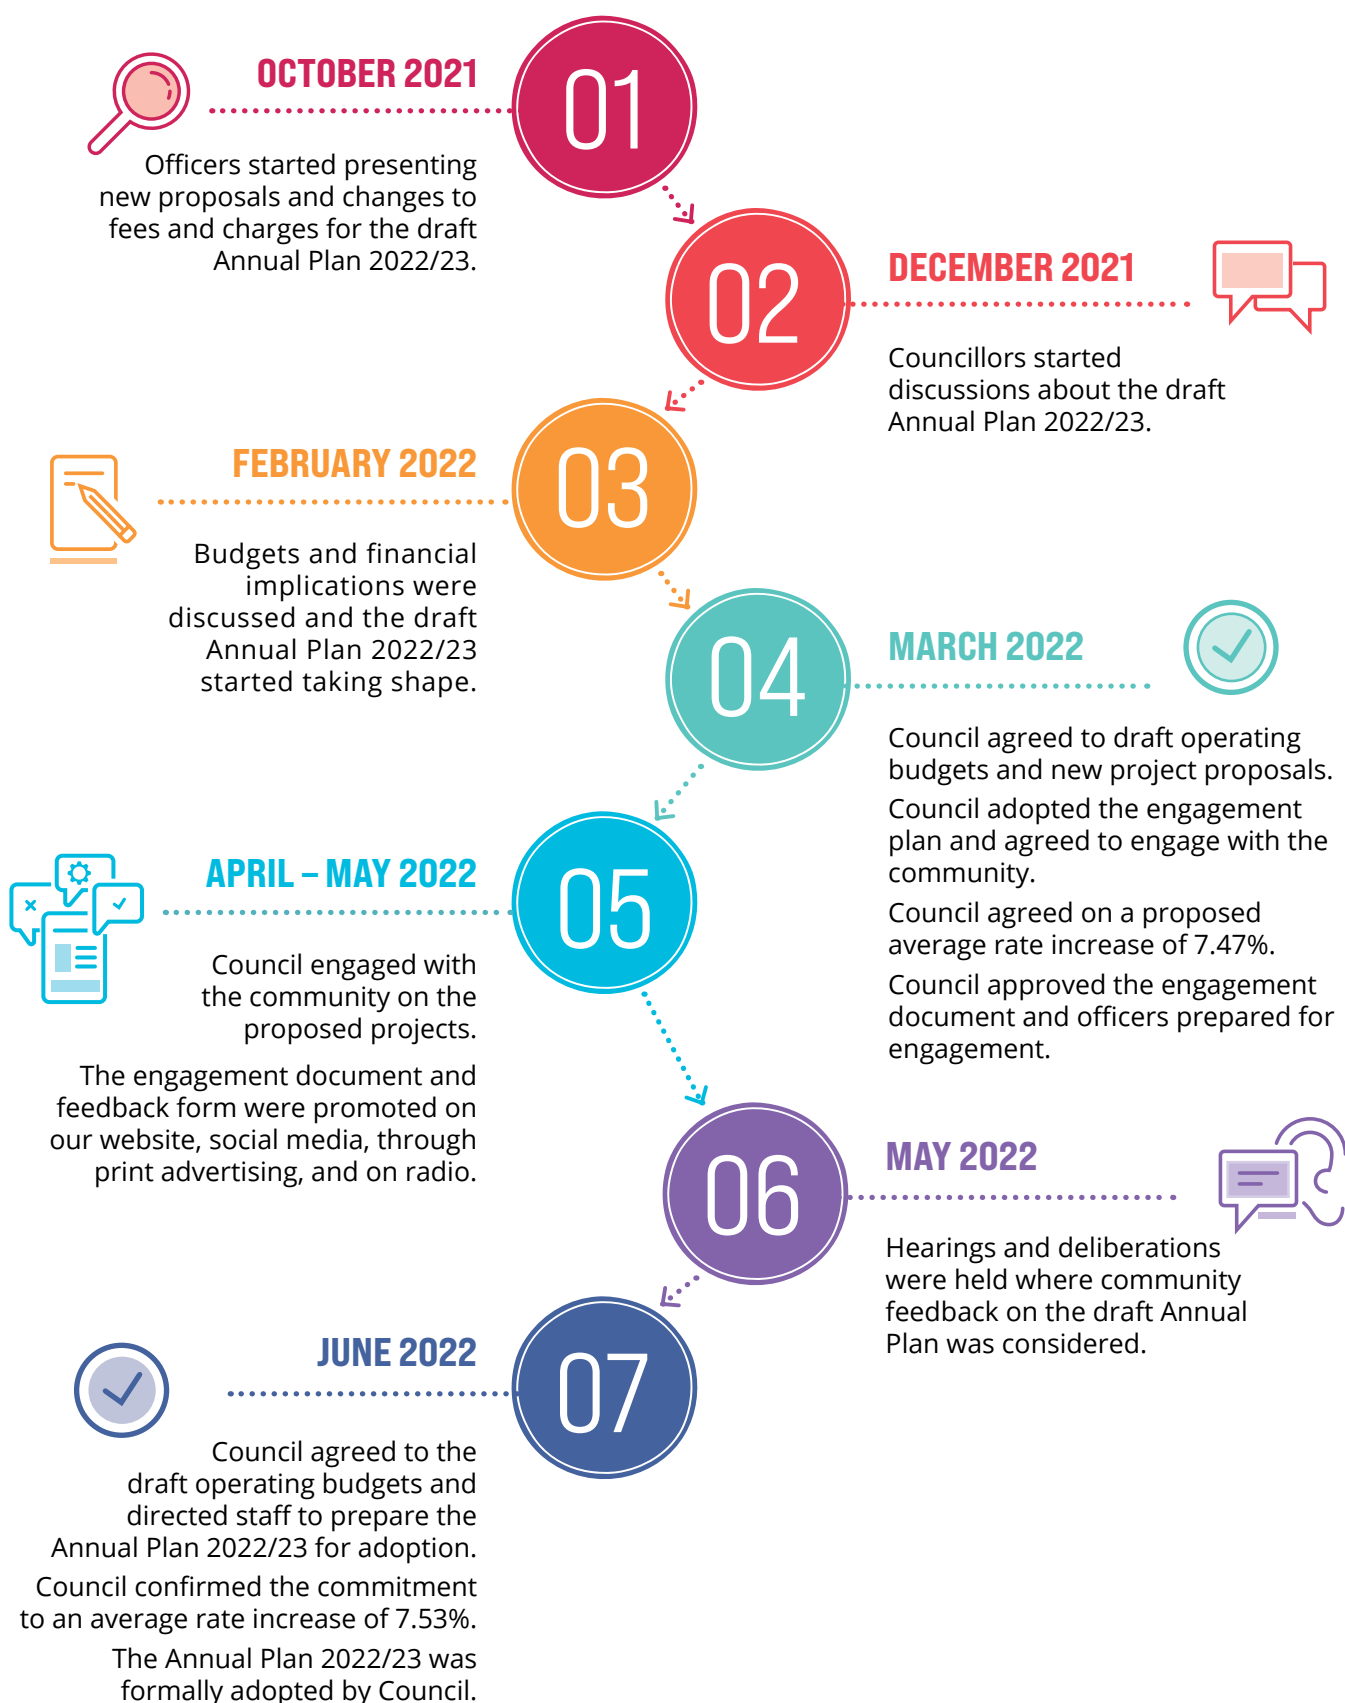 01
OCTOBER 2021
Officers started presenting
new proposals and changes to
fees and charges for the draft
Annual Plan 2022/23.
02
DECEMBER 2021
Councillors started
discussions about the draft
Annual Plan 2022/23.
03
FEBRUARY 2022
Budgets and financial
implications were
discussed and the draft
Annual Plan 2022/23
started taking shape.
04
MARCH 2022
Council agreed to draft operating
budgets and new project proposals.
Council adopted the engagement
plan and agreed to engage with the
community.
Council agreed on a proposed
average rate increase of 7.47%.
Council approved the engagement
document and officers prepared for
engagement.
05
APRIL – MAY 2022
Council engaged with
the community on the
proposed projects.
The engagement document and
feedback form were promoted on
our website, social media, through
print advertising, and on radio.
06
MAY 2022
Hearings and deliberations
were held where community
feedback on the draft Annual
Plan was considered.
07
JUNE 2022
Council agreed to the
draft operating budgets and
directed staff to prepare the
Annual Plan 2022/23 for adoption.
Council confirmed the commitment
to an average rate increase of 7.53%.
The Annual Plan 2022/23 was
formally adopted by Council.